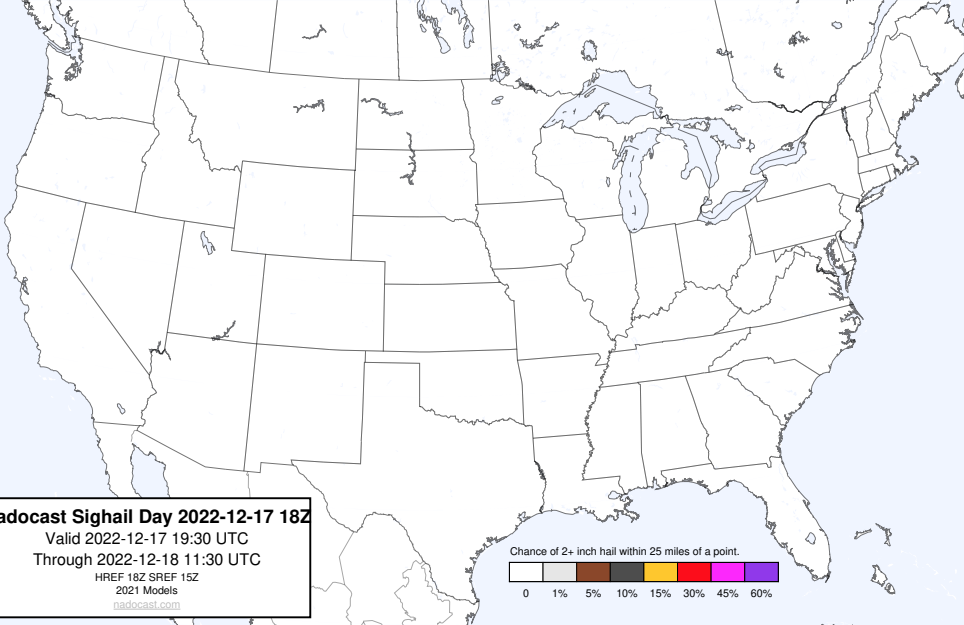 adocast Sighail Day 2022-12-17 18Z
Valid 2022-12-17 19:30 UTC
Through 2022-12-18 11:30 UTC
HREF 18Z SREF 15Z
2021 Models
nadocast.com
Chance of 2+ inch hail within 25 miles of a point.
0 1% 5% 10% 15% 30% 45% 60%